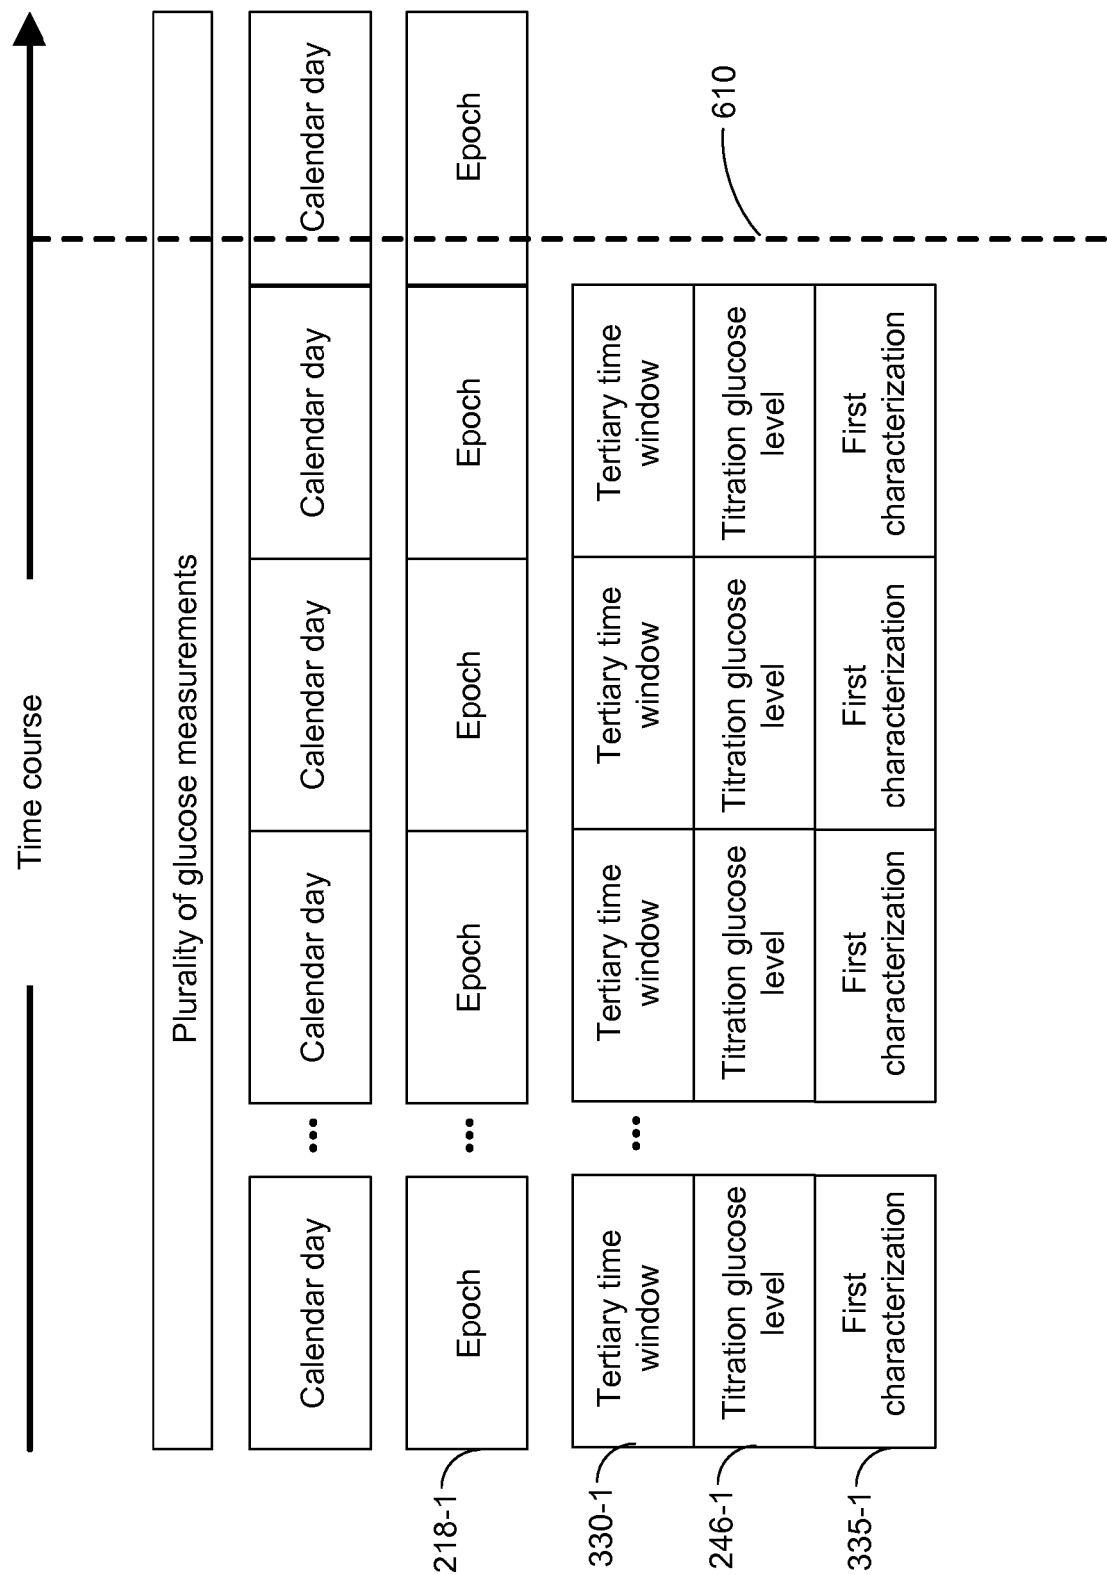 Time course
Plurality of glucose measurements
Calendar day
...
Calendar day
Calendar day
Calendar day
Calendar day
218-1
Epoch
...
Epoch
Epoch
Epoch
Epoch
330-1
Tertiary time
window
...
Tertiary time
window
Tertiary time
window
Tertiary time
window
610
246-1
Titration glucose
level
Titration glucose
level
Titration glucose
level
Titration glucose
level
335-1
First
characterization
First
characterization
First
characterization
First
characterization